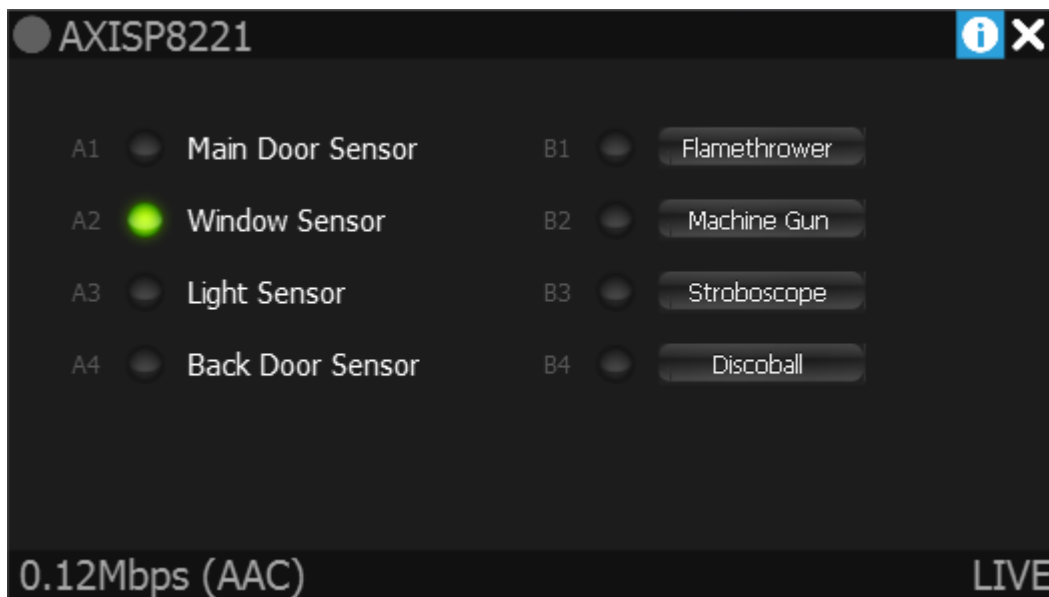 AXISP8221
A1 Main Door Sensor B1 Flamethrower
A2 Window Sensor B2 Machine Gun
A3 Light Sensor B3 Stroboscope
A4 Back Door Sensor B4 Discoball
0.12Mbps (AAC) LIVE